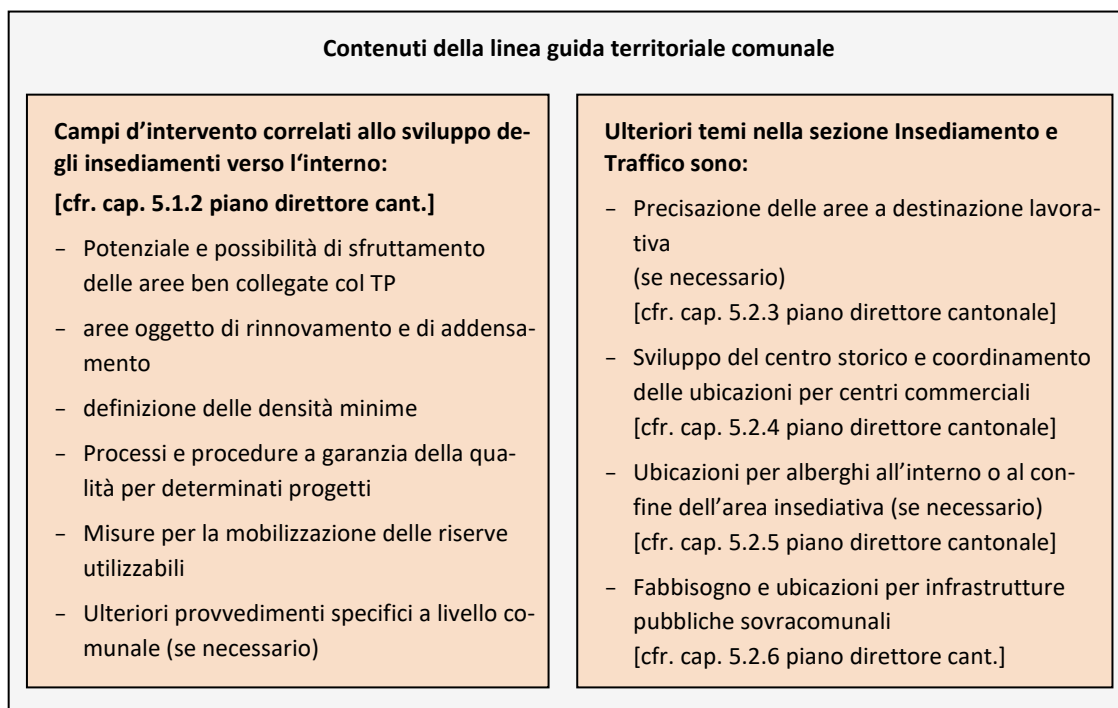 Contenuti della linea guida territoriale comunale
Campi d'intervento correlati allo sviluppo de-
gli insediamenti verso l'interno:
[cfr. cap. 5.1.2 piano direttore cant.]
– Potenziale e possibilità di sfruttamento
delle aree ben collegate col TP
– aree oggetto di rinnovamento e di addensa-
mento
– definizione delle densità minime
– Processi e procedure a garanzia della qua-
lità per determinati progetti
– Misure per la mobilizzazione delle riserve
utilizzabili
– Ulteriori provvedimenti specifici a livello co-
munale (se necessario)
Ulteriori temi nella sezione Insediamento e
Traffico sono:
– Precisazione delle aree a destinazione lavora-
tiva
(se necessario)
[cfr. cap. 5.2.3 piano direttore cantonale]
– Sviluppo del centro storico e coordinamento
delle ubicazioni per centri commerciali
[cfr. cap. 5.2.4 piano direttore cantonale]
– Ubicazioni per alberghi all'interno o al con-
fine dell'area insediativa (se necessario)
[cfr. cap. 5.2.5 piano direttore cantonale]
– Fabbisogno e ubicazioni per infrastrutture
pubbliche sovracomunali
[cfr. cap. 5.2.6 piano direttore cant.]